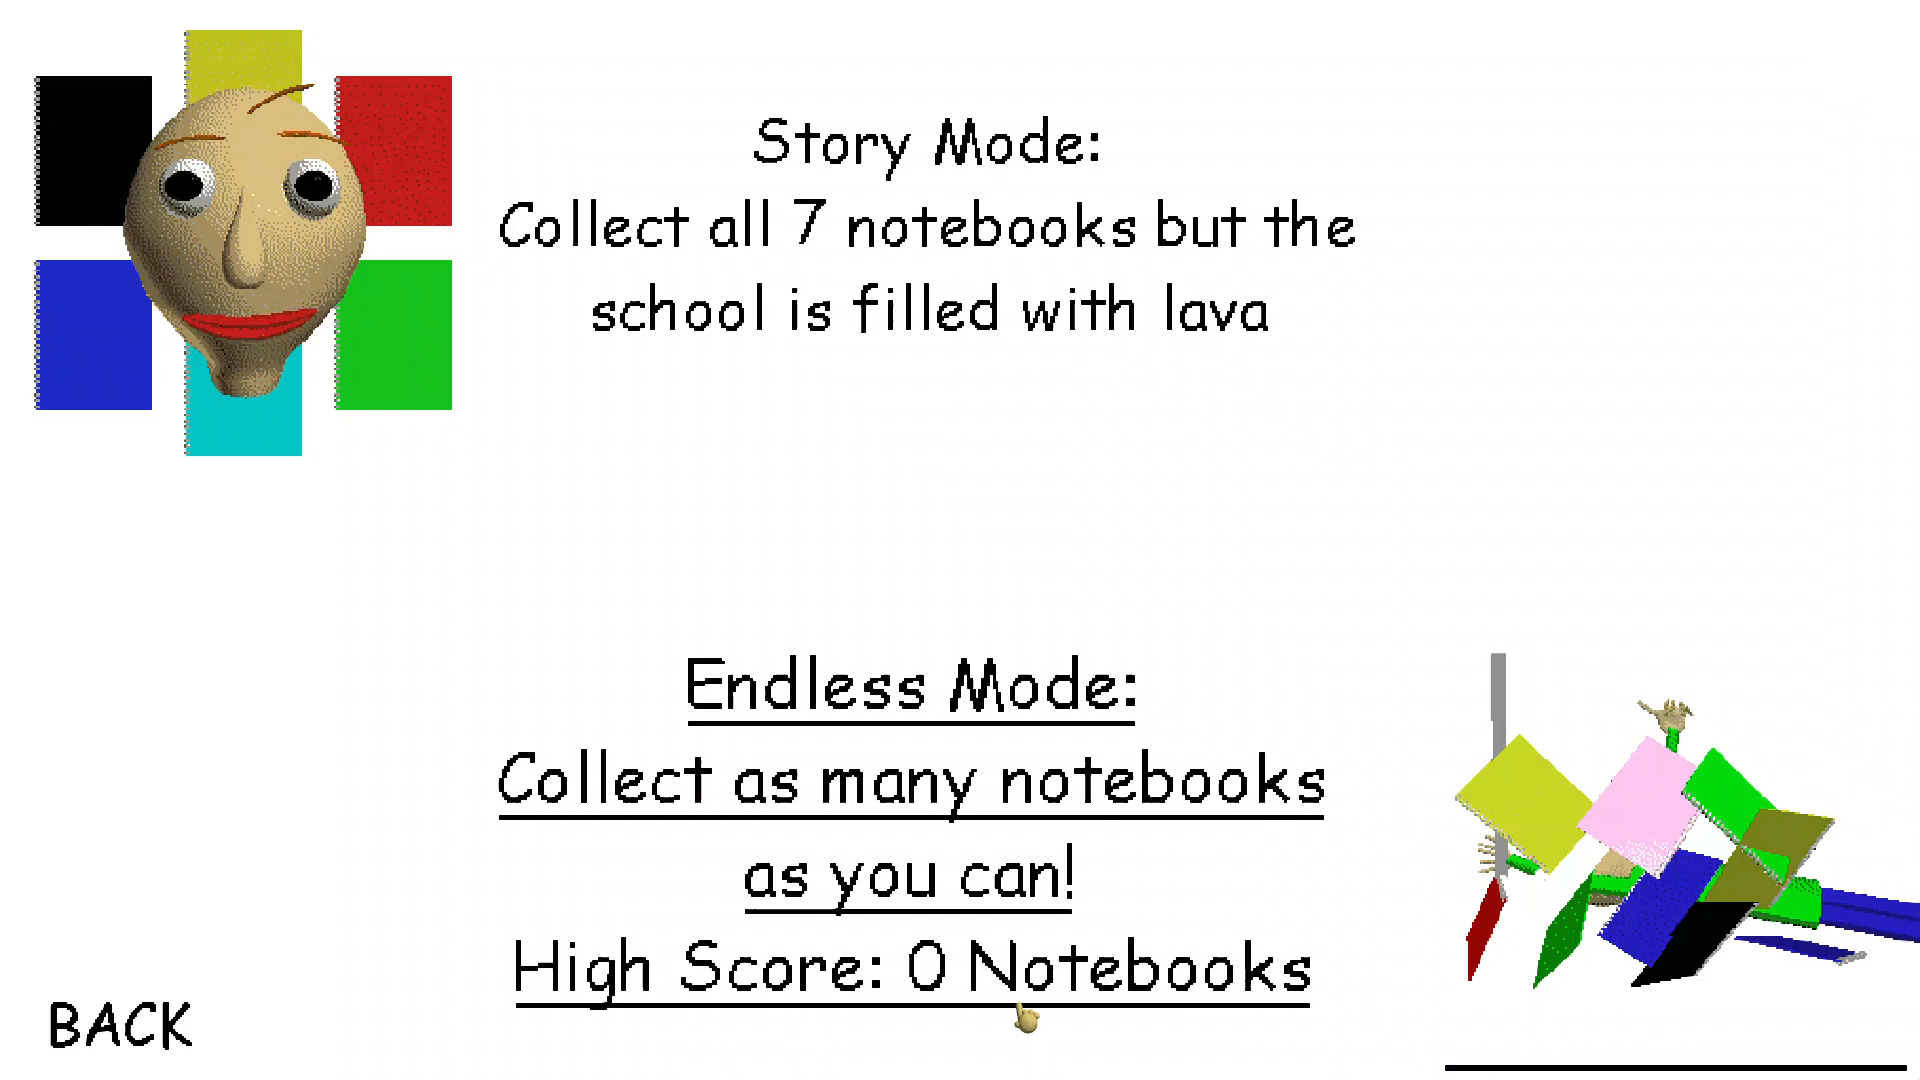 Story Mode:
Collect all 7 notebooks but the
school is filled with lava
Endless Mode:
Collect as many notebooks
as you can!
High Score: 0 Notebooks
BACK